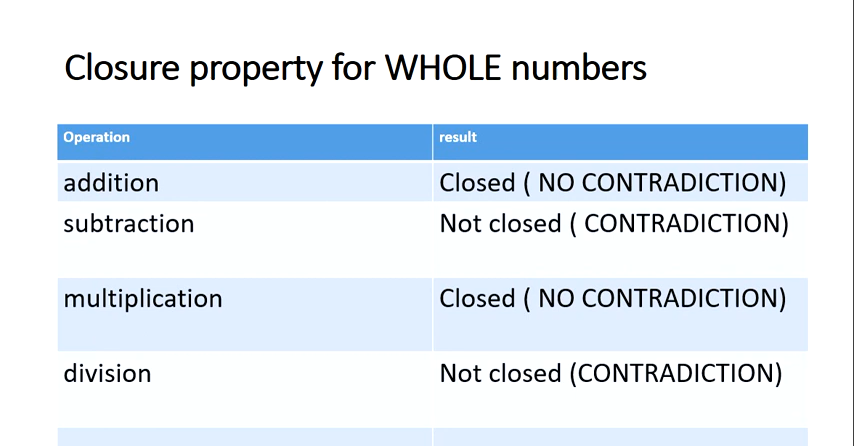 Closure property for WHOLE numbers
Operation result
addition Closed ( NO CONTRADICTION)
subtraction Not closed ( CONTRADICTION)
multiplication Closed ( NO CONTRADICTION)
division Not closed (CONTRADICTION)